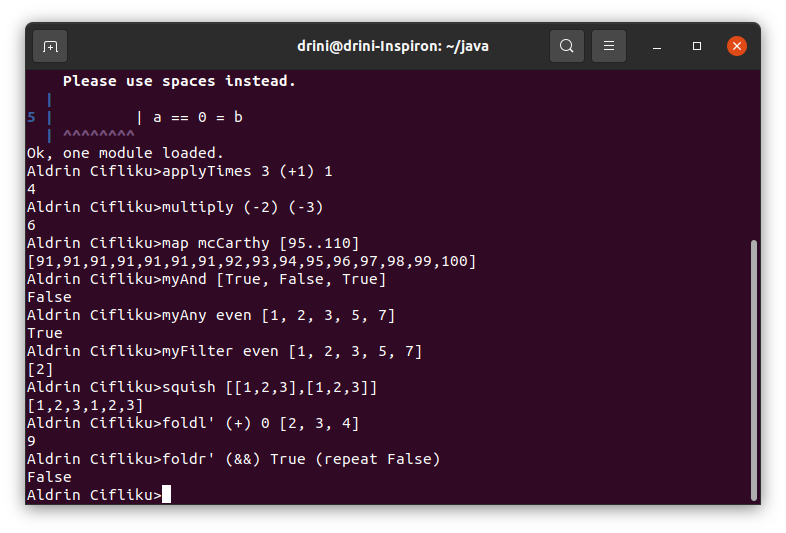 drini@drini-Inspiron: ~/java
Please use spaces instead.
|
5 |         | a == 0 = b
| ^^^^^^^^
Ok, one module loaded.
Aldrin Cifliku>applyTimes 3 (+1) 1
4
Aldrin Cifliku>multiply (-2) (-3)
6
Aldrin Cifliku>map mcCarthy [95..110]
[91,91,91,91,91,91,91,92,93,94,95,96,97,98,99,100]
Aldrin Cifliku>myAnd [True, False, True]
False
Aldrin Cifliku>myAny even [1, 2, 3, 5, 7]
True
Aldrin Cifliku>myFilter even [1, 2, 3, 5, 7]
[2]
Aldrin Cifliku>squish [[1,2,3],[1,2,3]]
[1,2,3,1,2,3]
Aldrin Cifliku>foldl' (+) 0 [2, 3, 4]
9
Aldrin Cifliku>foldr' (&&) True (repeat False)
False
Aldrin Cifliku>